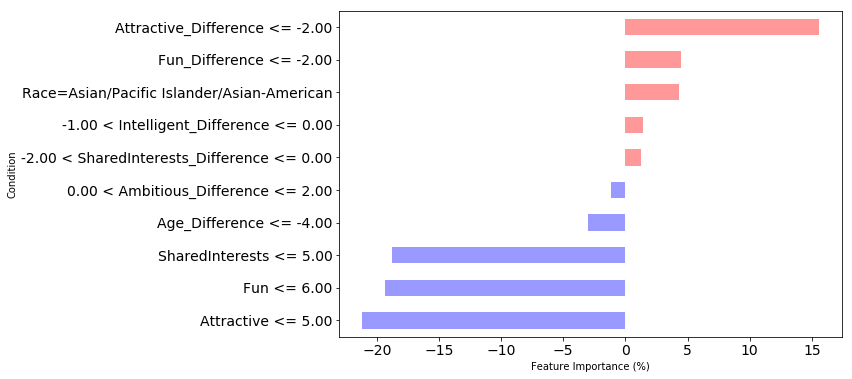 Attractive_Difference <= -2.00
Fun_Difference <= -2.00
Race=Asian/Pacific Islander/Asian-American
-1.00 < Intelligent_Difference <= 0.00
-2.00 < SharedInterests_Difference <= 0.00
0.00 < Ambitious_Difference <= 2.00
Age_Difference <= -4.00
SharedInterests <= 5.00
Fun <= 6.00
Attractive <= 5.00
Condition
−20 −15 −10 −5 0 5 10 15
Feature Importance (%)